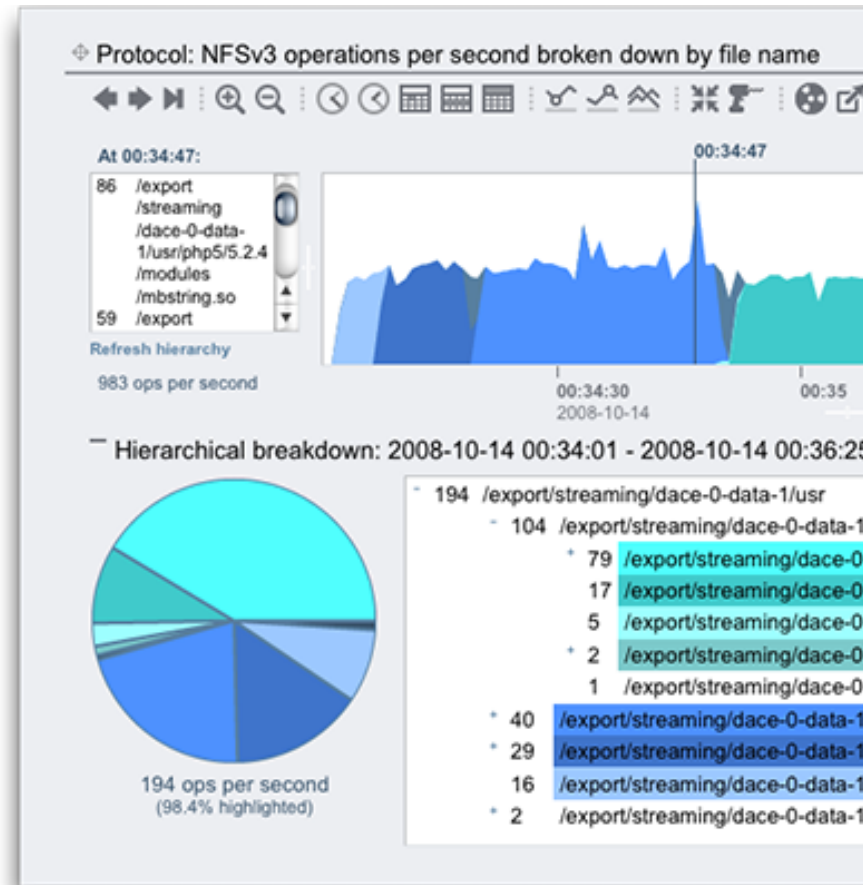 Protocol: NFSv3 operations per second broken down by file name
At 00:34:47:
00:34:47
86 /export
/streaming
/dace-0-data-
1/usr/php5/5.2.4
/modules
/mbstring.so
59 /export
Refresh hierarchy
983 ops per second
00:34:30
00:35
2008-10-14
Hierarchical breakdown: 2008-10-14 00:34:01 - 2008-10-14 00:36:25
194 /export/streaming/dace-0-data-1/usr
104 /export/streaming/dace-0-data-1
79 /export/streaming/dace-0
17 /export/streaming/dace-0
5 /export/streaming/dace-0
2 /export/streaming/dace-0
1 /export/streaming/dace-0
40 /export/streaming/dace-0-data-1
29 /export/streaming/dace-0-data-1
16 /export/streaming/dace-0-data-1
2 /export/streaming/dace-0-data-1
194 ops per second
(98.4% highlighted)